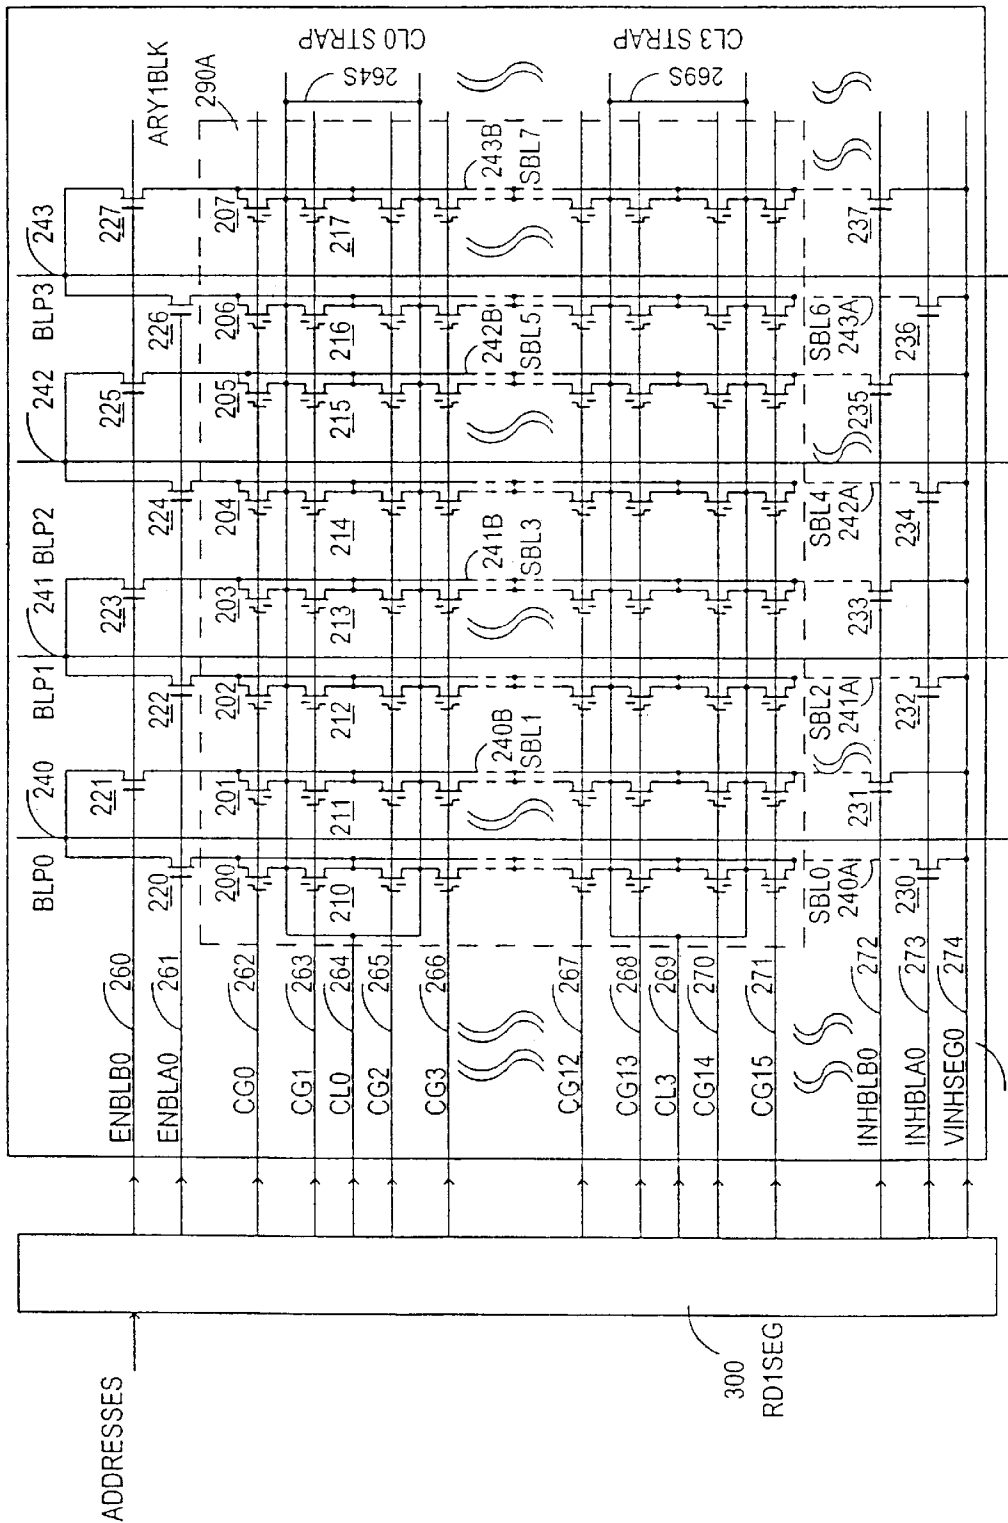 ADDRESSES
300
RD1SEG
ENBLB0 260
ENBLA0 261
CG0 262
CG1 263
CL0 264
CG2 265
CG3 266
CG12 267
CG13 268
CL3 269
CG14 270
CG15 271
INHBLB0 272
INHBLA0 273
VINHSEG0 274
BLP0 240
BLP1 241
BLP2 242
BLP3 243
ARY1BLK
290A
220 221 222 223 224 225 226 227
200 201 202 203 204 205 206 207
210 211 212 213 214 215 216 217
264S
CL0 STRAP
269S
CL3 STRAP
240B
SBL1
241B
SBL3
242B
SBL5
243B
SBL7
SBL0
240A
SBL2
241A
SBL4
242A
SBL6
243A
230 231 232 233 234 235 236 237